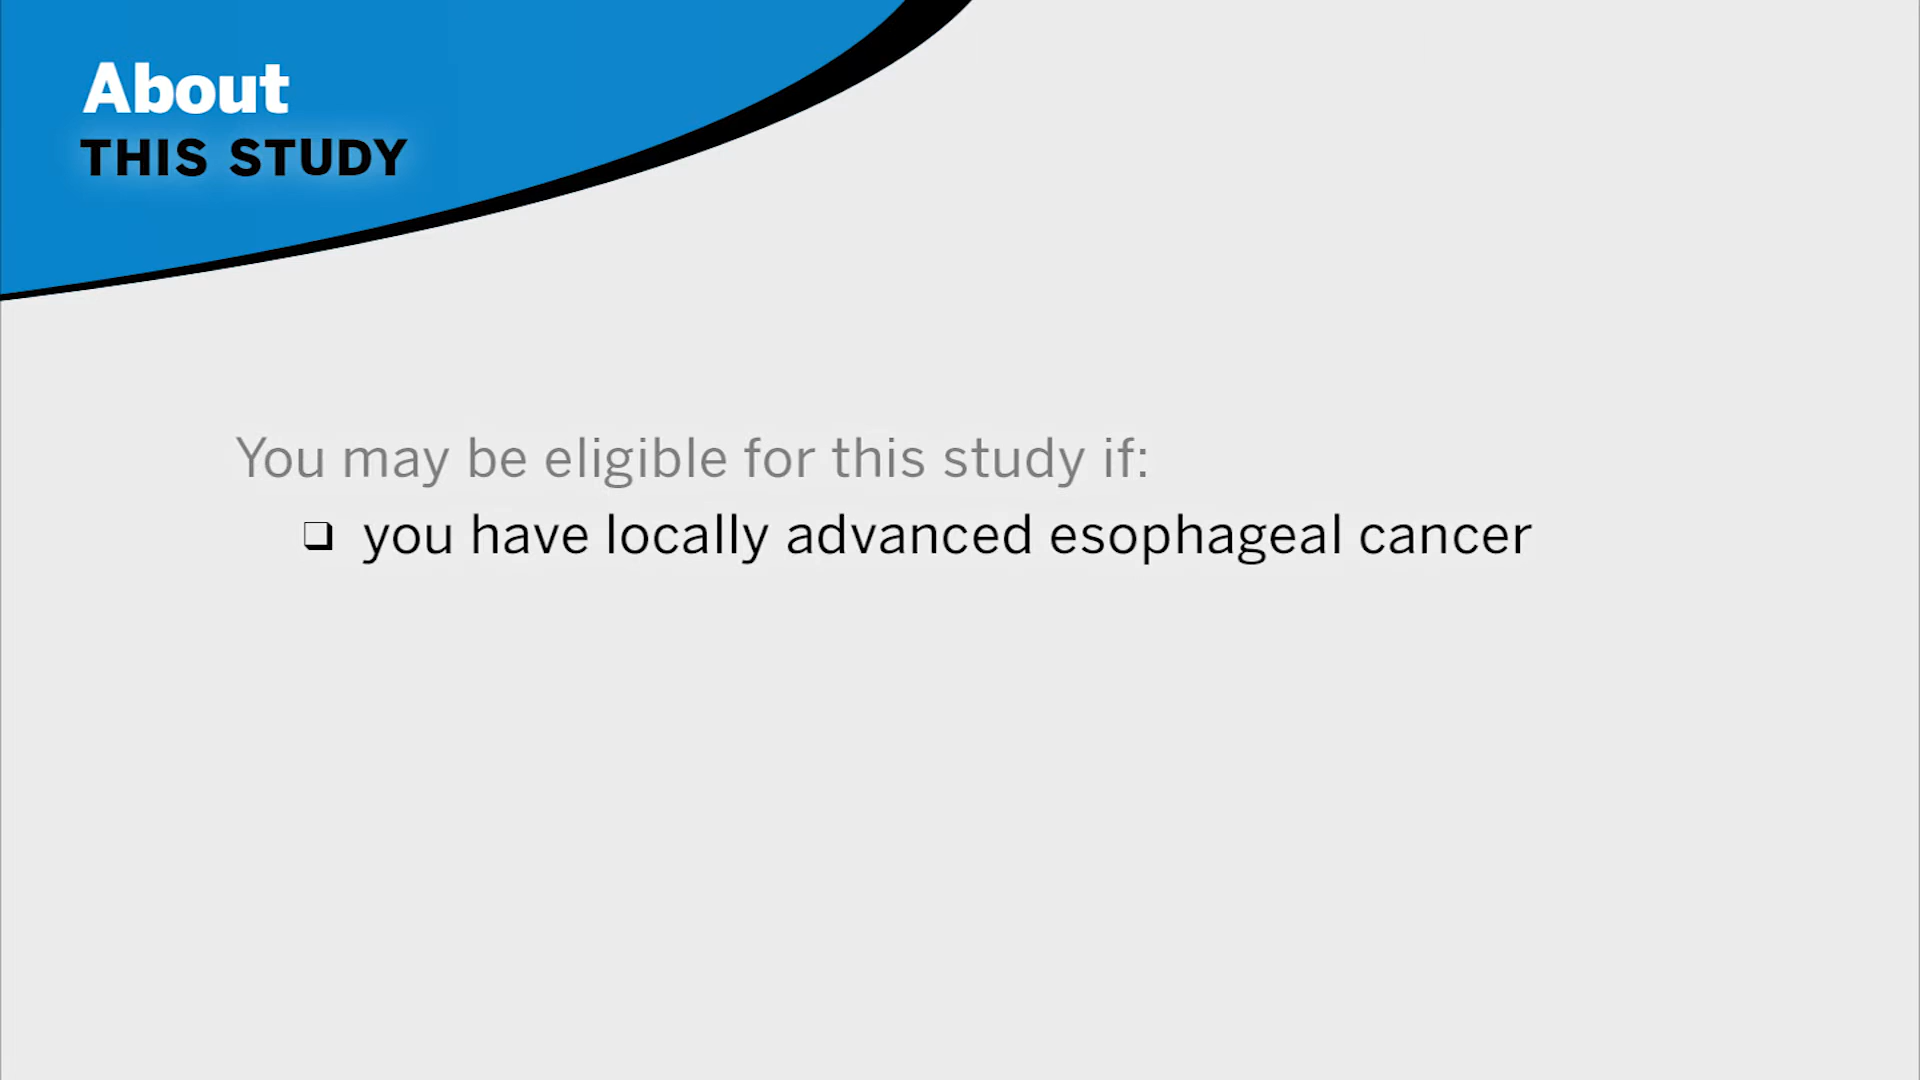 About
THIS STUDY
You may be eligible for this study if:
❏ you have locally advanced esophageal cancer